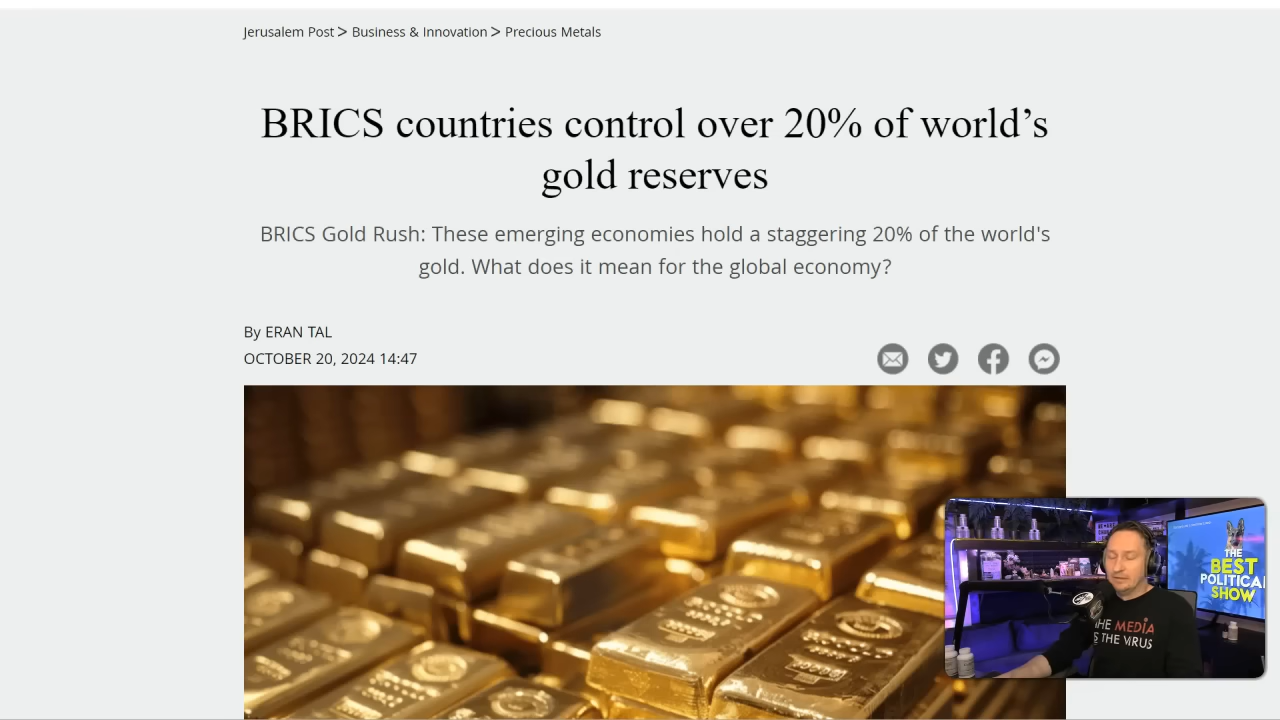 Jerusalem Post > Business & Innovation > Precious Metals
BRICS countries control over 20% of world’s
gold reserves
BRICS Gold Rush: These emerging economies hold a staggering 20% of the world's
gold. What does it mean for the global economy?
By ERAN TAL
OCTOBER 20, 2024 14:47
THE
BEST
POLITICA
SHOW
THE MEDIA
IS THE VIRUS